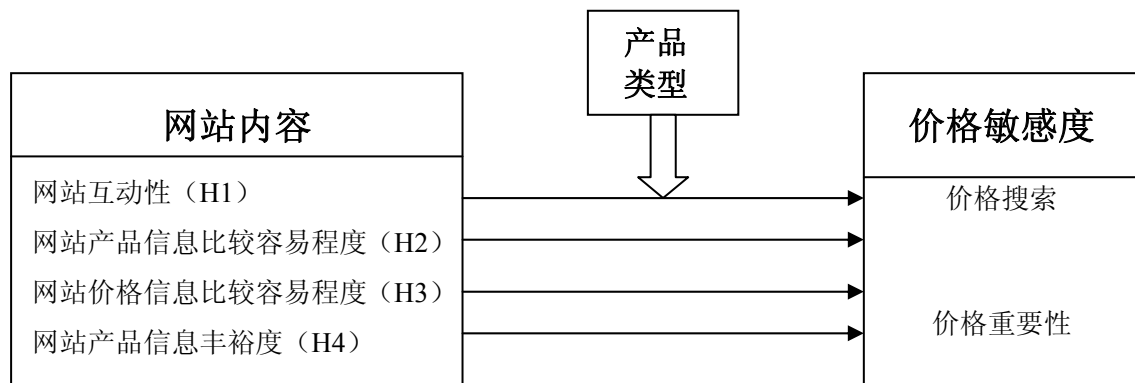 产品
类型
网站内容
网站互动性（H1）
网站产品信息比较容易程度（H2）
网站价格信息比较容易程度（H3）
网站产品信息丰裕度（H4）
价格敏感度
价格搜索
价格重要性